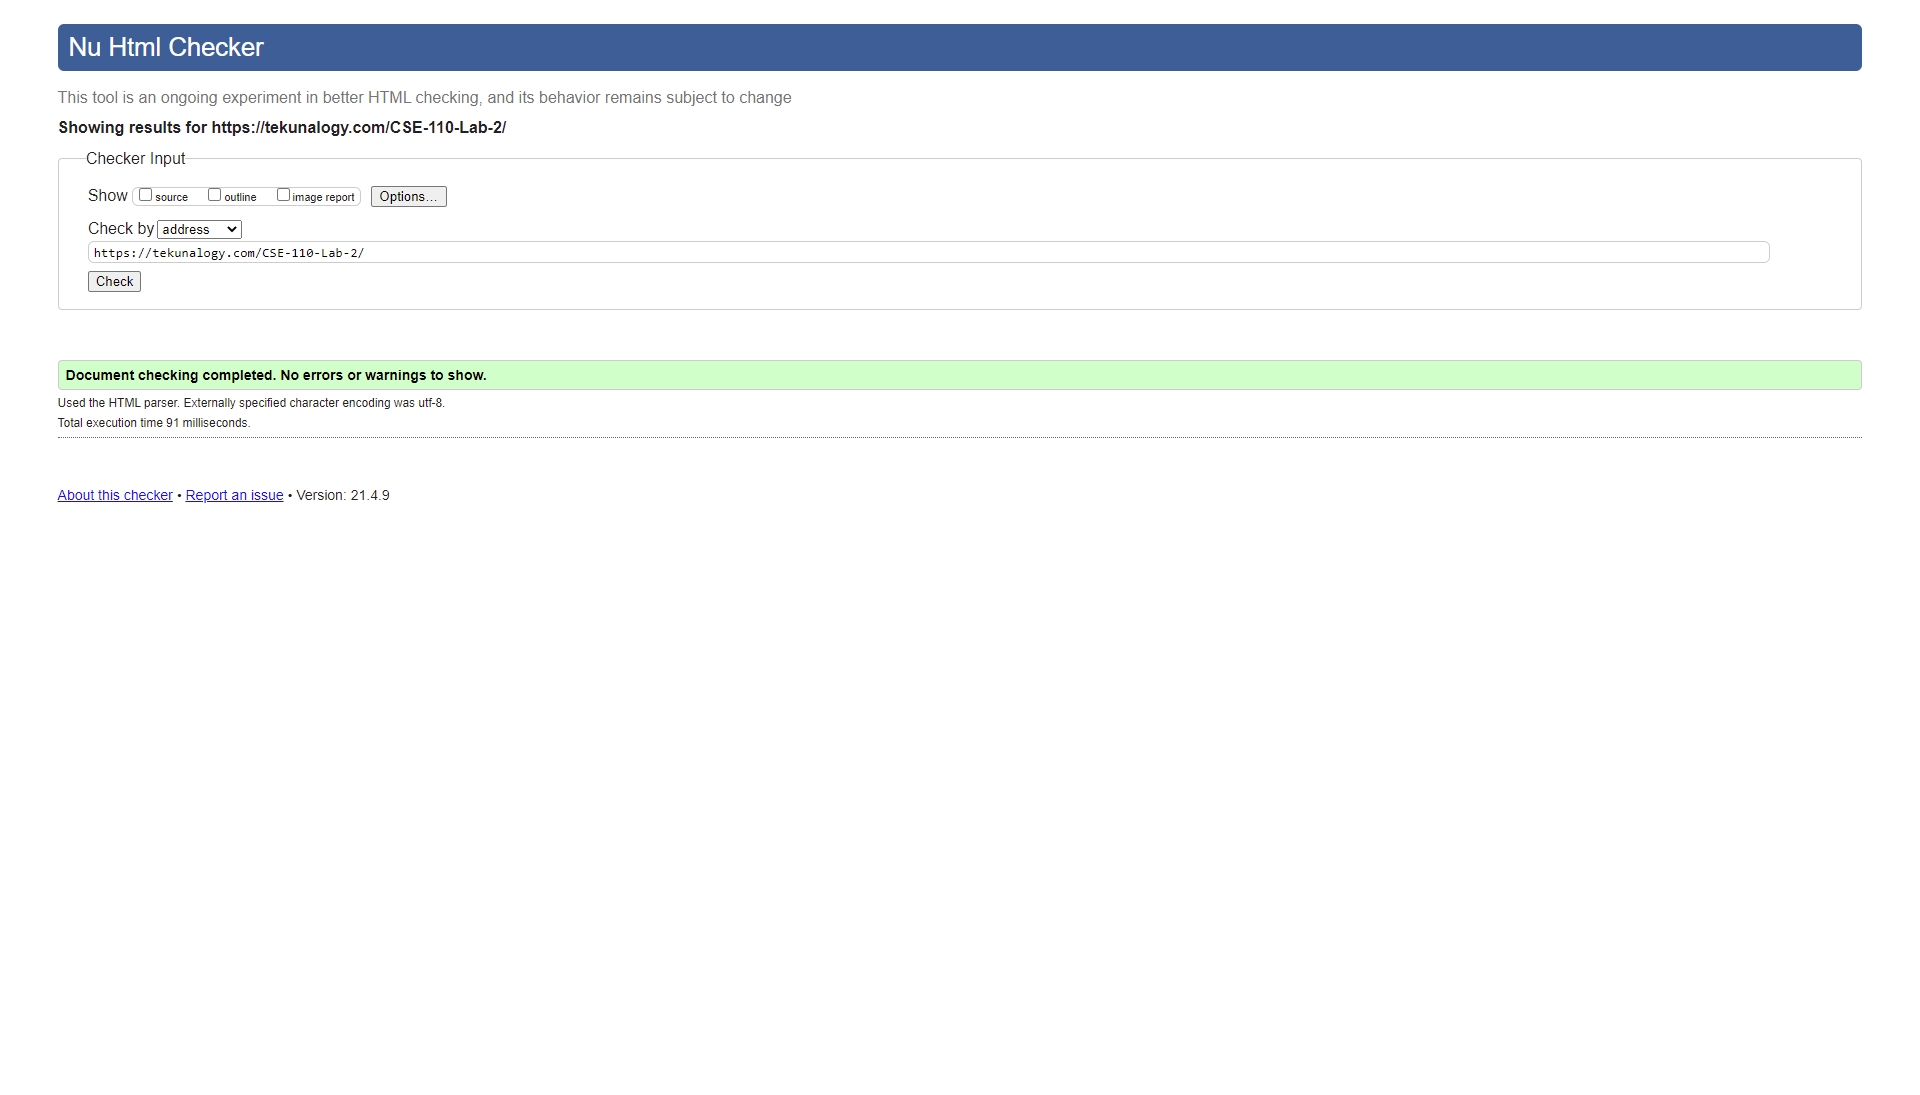 Nu Html Checker
This tool is an ongoing experiment in better HTML checking, and its behavior remains subject to change
Showing results for https://tekunalogy.com/CSE-110-Lab-2/
Checker Input
Show source outline image report Options...
Check by address
https://tekunalogy.com/CSE-110-Lab-2/
Check
Document checking completed. No errors or warnings to show.
Used the HTML parser. Externally specified character encoding was utf-8.
Total execution time 91 milliseconds.
About this checker • Report an issue • Version: 21.4.9